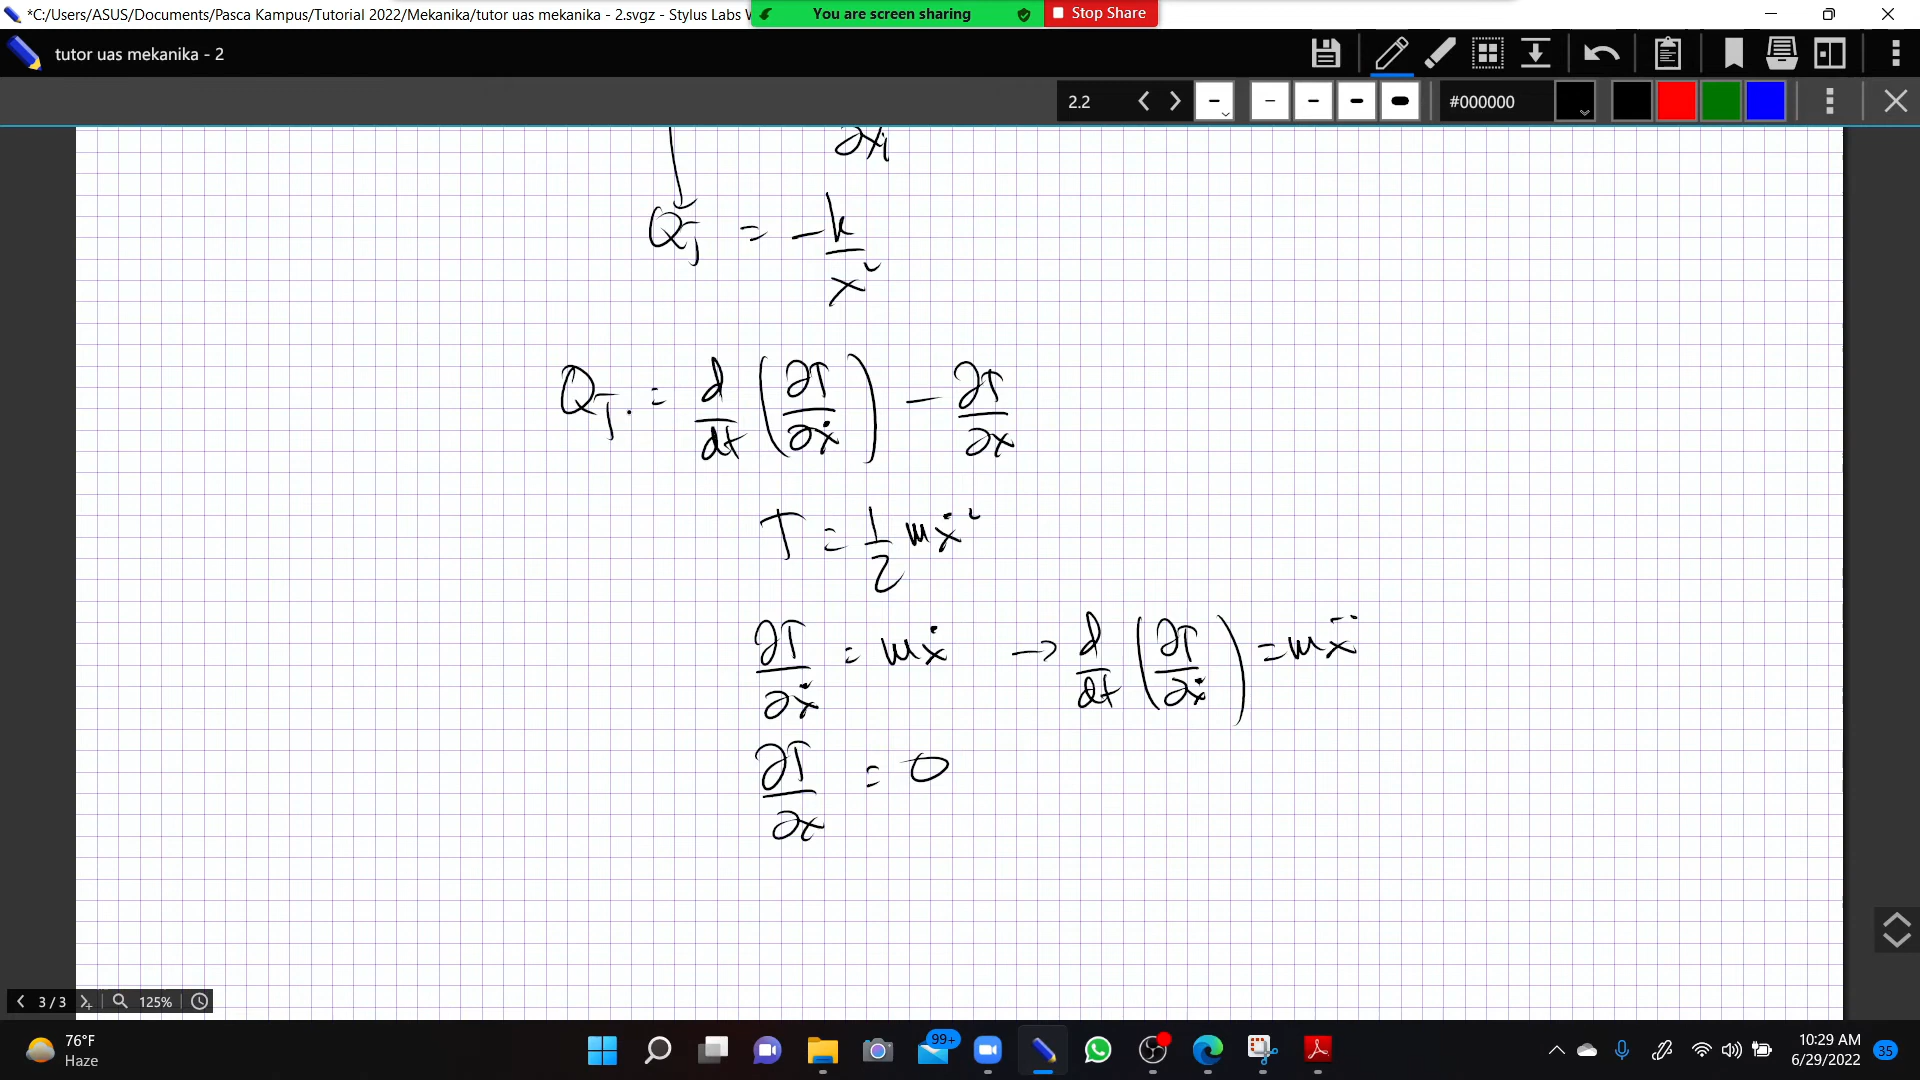 *C:/Users/ASUS/Documents/Pasca Kampus/Tutorial 2022/Mekanika/tutor uas mekanika - 2.svgz - Stylus Labs W
You are screen sharing
Stop Share
tutor uas mekanika - 2
2.2
#000000
∂x
Q_J = -k/x²
Q_J. = d/dt (∂T/∂ẋ) - ∂T/∂x
T = 1/2 mẋ²
∂T/∂ẋ = mẋ → d/dt (∂T/∂ẋ) = mẍ
∂T/∂x = 0
3/3
125%
76°F
Haze
99+
10:29 AM
6/29/2022
35